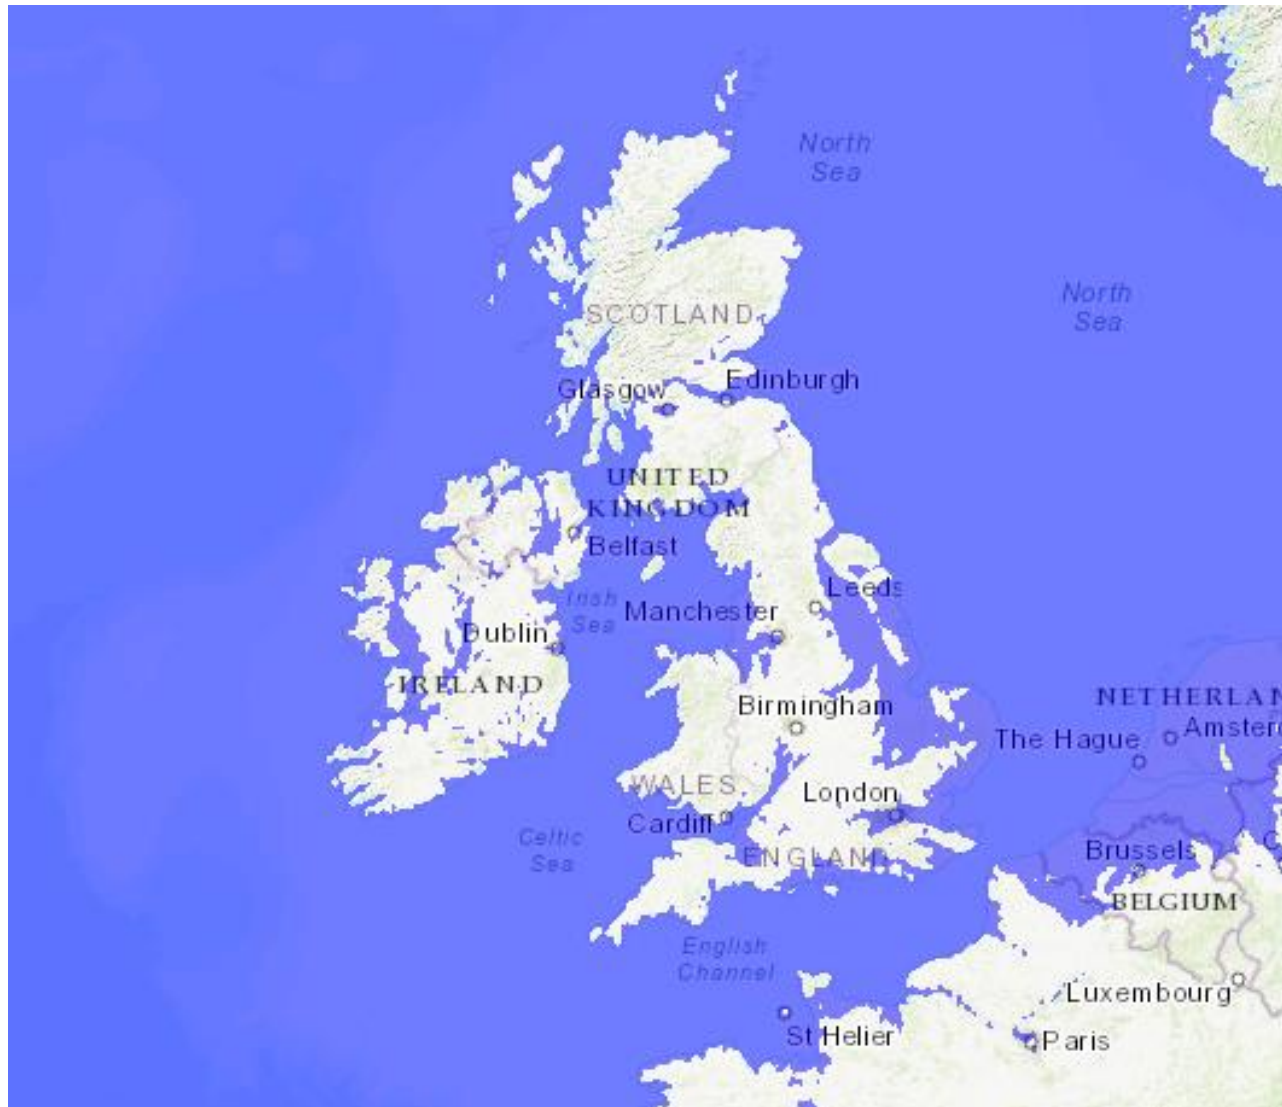 North
Sea
North
Sea
SCOTLAND
Glasgow
Edinburgh
UNITED
KINGDOM
Belfast
Irish
Sea
Leeds
Manchester
Dublin
IRELAND
Birmingham
NETHERLAN
Amster
The Hague
WALES
London
Cardiff
Celtic
Sea
ENGLAND
Brussels
C
BELGIUM
English
Channel
Luxembourg
St Helier
Paris